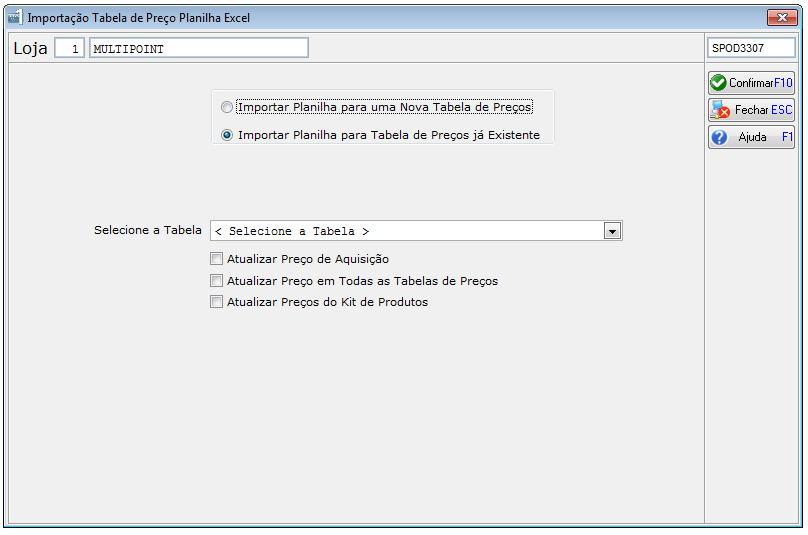 Importação Tabela de Preço Planilha Excel
Loja 1 MULTIPOINT SPOD3307
Confirmar F10
Fechar ESC
Ajuda F1
Importar Planilha para uma Nova Tabela de Preços
Importar Planilha para Tabela de Preços já Existente
Selecione a Tabela < Selecione a Tabela >
Atualizar Preço de Aquisição
Atualizar Preço em Todas as Tabelas de Preços
Atualizar Preços do Kit de Produtos